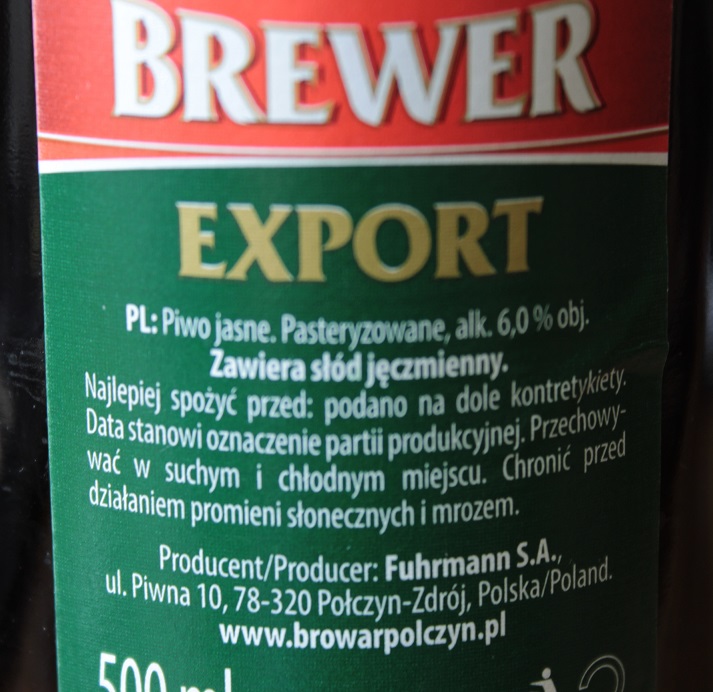 BREWER
EXPORT
PL: Piwo jasne. Pasteryzowane, alk. 6,0 % obj.
Zawiera słód jęczmienny.
Najlepiej spożyć przed: podano na dole kontretykiety.
Data stanowi oznaczenie partii produkcyjnej. Przechowy-
wać w suchym i chłodnym miejscu. Chronić przed
działaniem promieni słonecznych i mrozem.
Producent/Producer: Fuhrmann S.A.,
ul. Piwna 10, 78-320 Połczyn-Zdrój, Polska/Poland.
www.browarpolczyn.pl
500 ml